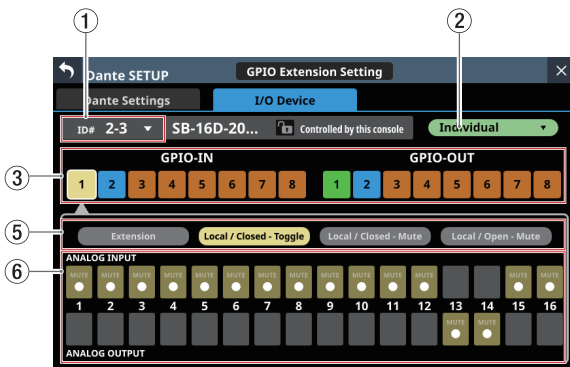 ① ②
Dante SETUP GPIO Extension Setting ×
Dante Settings I/O Device
ID# 2-3 ▼ SB-16D-20... Controlled by this console Individual ▼
GPIO-IN GPIO-OUT
③ 1 2 3 4 5 6 7 8 1 2 3 4 5 6 7 8
⑤ Extension Local / Closed - Toggle Local / Closed - Mute Local / Open - Mute
⑥ ANALOG INPUT
MUTE MUTE MUTE MUTE MUTE MUTE MUTE MUTE MUTE MUTE MUTE MUTE MUTE MUTE
1 2 3 4 5 6 7 8 9 10 11 12 13 14 15 16
MUTE MUTE
ANALOG OUTPUT